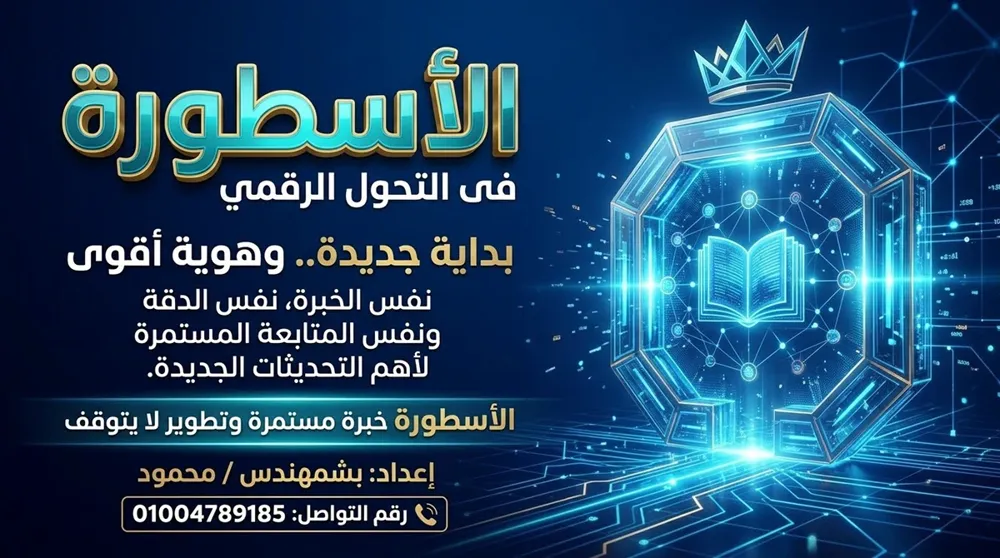 الأسطورة
فى التحول الرقمي
بداية جديدة.. وهوية أقوى
نفس الخبرة، نفس الدقة
ونفس المتابعة المستمرة
لأهم التحديثات الجديدة.
الأسطورة خبرة مستمرة وتطوير لا يتوقف
إعداد: بشمهندس / محمود
رقم التواصل: 01004789185